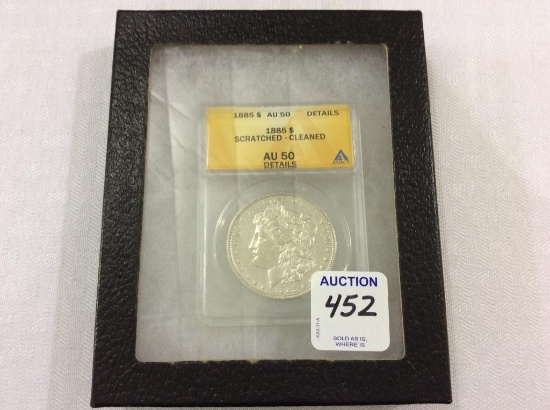 1885 $ AU 50 DETAILS
1885 $
SCRATCHED - CLEANED
AU 50
DETAILS
AUCTION
452
SOLD AS IS,
WHERE IS